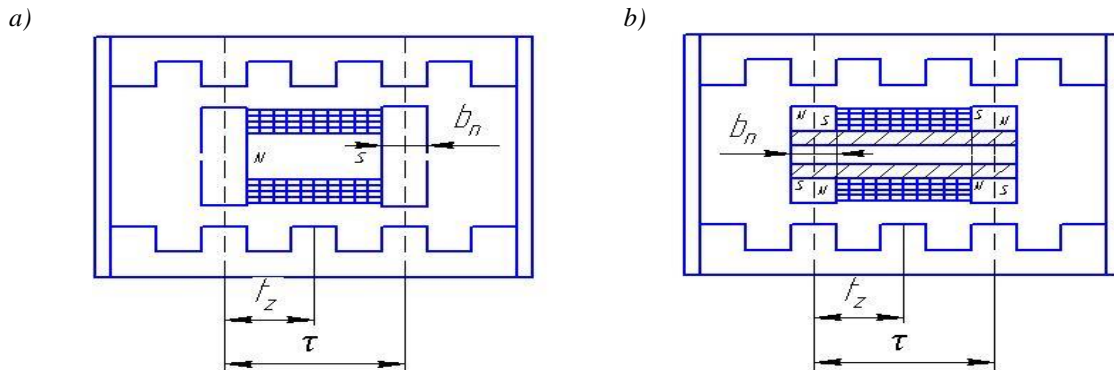 a)
b)
N S
b_n
t_z
τ
N S S N
b_n
S N N S
t_z
τ